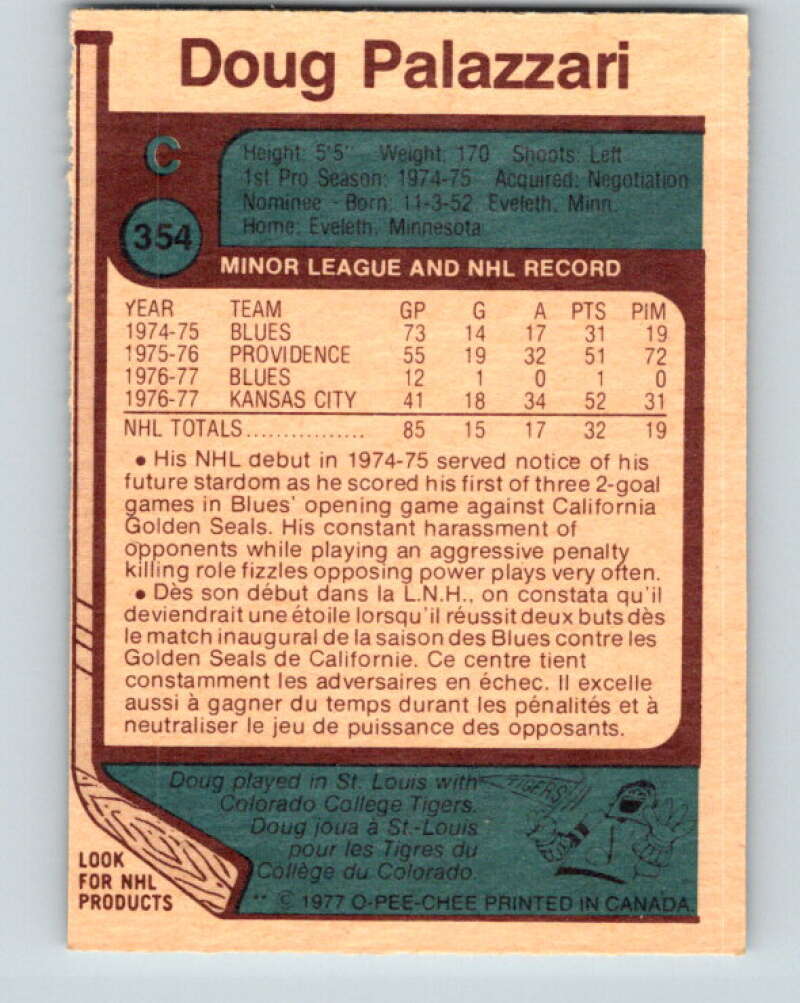 Doug Palazzari
C
Height: 5'5" Weight: 170 Shoots: Left
1st Pro Season: 1974-75 Acquired: Negotiation
Nominee - Born: 11-3-52 Eveleth, Minn.
Home: Eveleth, Minnesota
354
MINOR LEAGUE AND NHL RECORD
YEAR TEAM GP G A PTS PIM
1974-75 BLUES 73 14 17 31 19
1975-76 PROVIDENCE 55 19 32 51 72
1976-77 BLUES 12 1 0 1 0
1976-77 KANSAS CITY 41 18 34 52 31
NHL TOTALS................ 85 15 17 32 19
• His NHL debut in 1974-75 served notice of his
future stardom as he scored his first of three 2-goal
games in Blues' opening game against California
Golden Seals. His constant harassment of
opponents while playing an aggressive penalty
killing role fizzles opposing power plays very often.
• Dès son début dans la L.N.H., on constata qu'il
deviendrait une étoile lorsqu'il réussit deux buts dès
le match inaugural de la saison des Blues contre les
Golden Seals de Californie. Ce centre tient
constamment les adversaires en échec. Il excelle
aussi à gagner du temps durant les pénalités et à
neutraliser le jeu de puissance des opposants.
Doug played in St. Louis with
Colorado College Tigers.
Doug joua à St.-Louis
pour les Tigres du
Collège du Colorado.
TIGERS!!
LOOK
FOR NHL
PRODUCTS
** © 1977 O-PEE-CHEE PRINTED IN CANADA